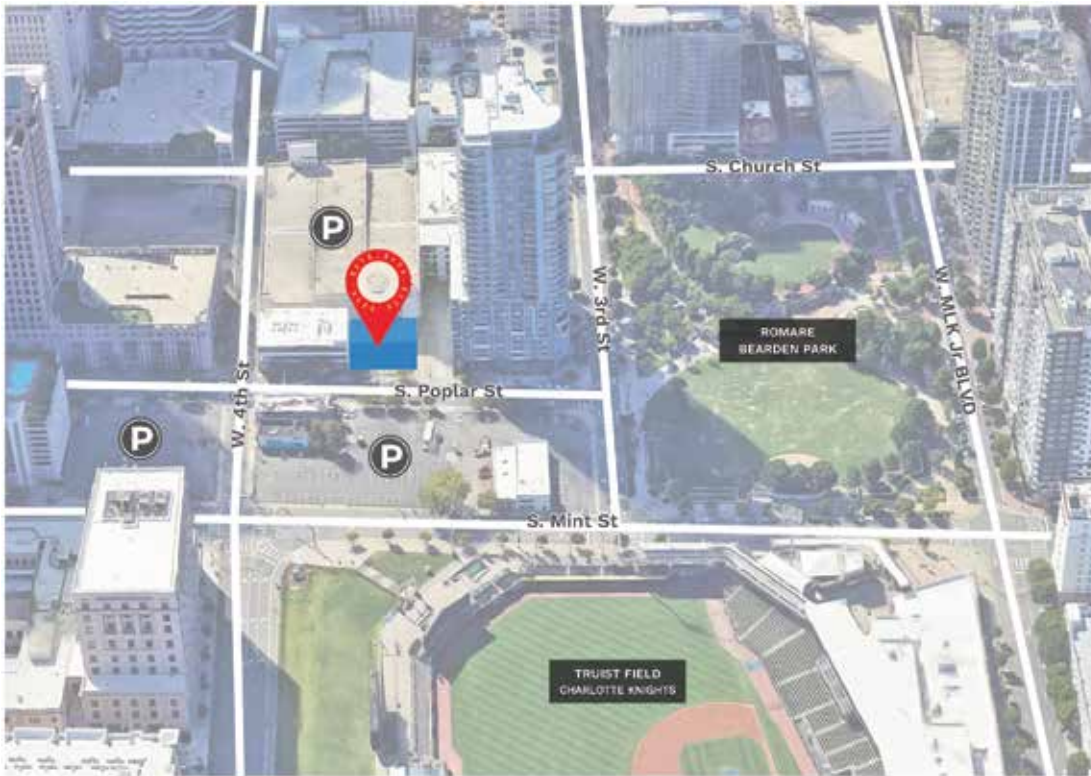 S. Church St
P
W. 3rd St
W. MLK Jr BLVD
ROMARE
BEARDEN PARK
W. 4th St
S. Poplar St
P
P
S. Mint St
TRUIST FIELD
CHARLOTTE KNIGHTS